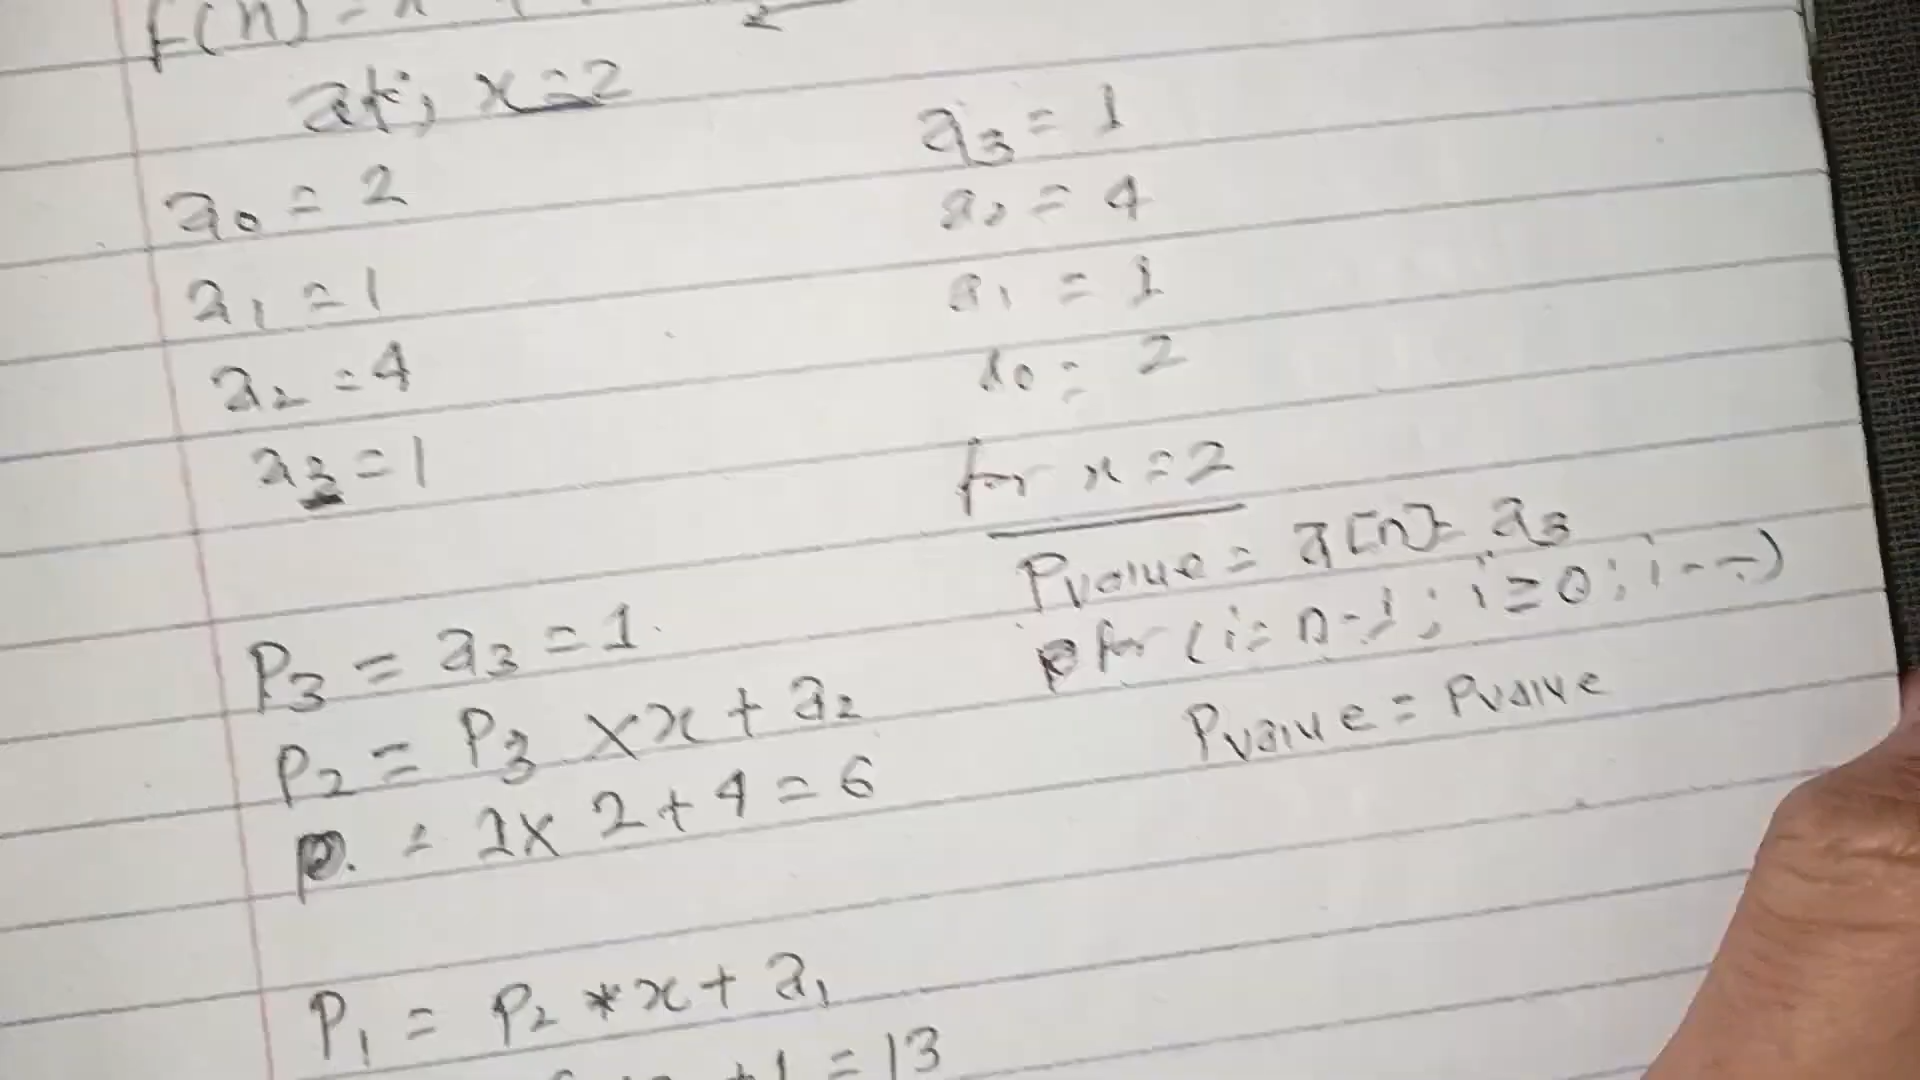 f(n) = x
at, x=2
a0 = 2
a1 = 1
a2 = 4
a3 = 1
P3 = a3 = 1.
P2 = P3 × x + a2
P. = 1 × 2 + 4 = 6
P1 = P2 * x + a1
+1 = 13
a3 = 1
a2 = 4
a1 = 1
a0 = 2
for x = 2
Pvalue = a[n] = a3
for (i = n-1 ; i ≥ 0 ; i--)
Pvalue = Pvalue